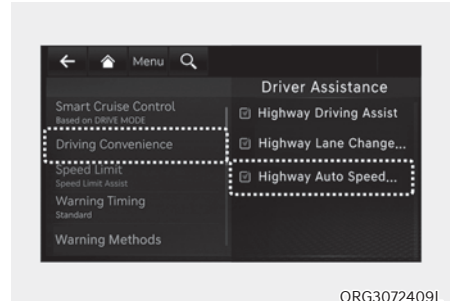 Menu
Driver Assistance
Smart Cruise Control
Based on DRIVE MODE
Driving Convenience
Speed Limit
Speed Limit Assist
Warning Timing
Standard
Warning Methods
Highway Driving Assist
Highway Lane Change...
Highway Auto Speed...
ORG3072409L